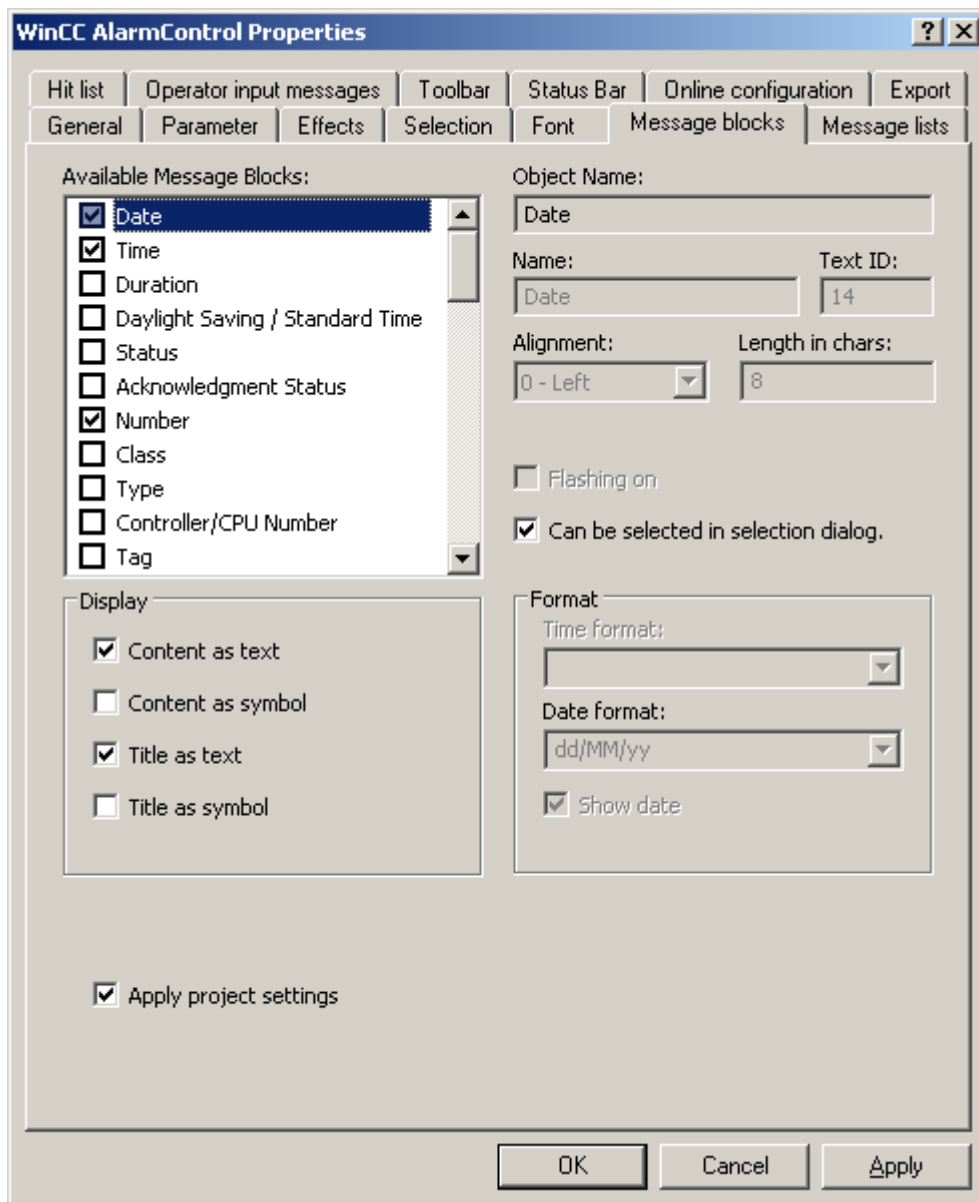 WinCC AlarmControl Properties
Hit list Operator input messages Toolbar Status Bar Online configuration Export
General Parameter Effects Selection Font Message blocks Message lists
Available Message Blocks:
Date
Time
Duration
Daylight Saving / Standard Time
Status
Acknowledgment Status
Number
Class
Type
Controller/CPU Number
Tag
Object Name:
Date
Name: Text ID:
Date 14
Alignment: Length in chars:
0 - Left 8
Flashing on
Can be selected in selection dialog.
Display
Content as text
Content as symbol
Title as text
Title as symbol
Format
Time format:
Date format:
dd/MM/yy
Show date
Apply project settings
OK Cancel Apply